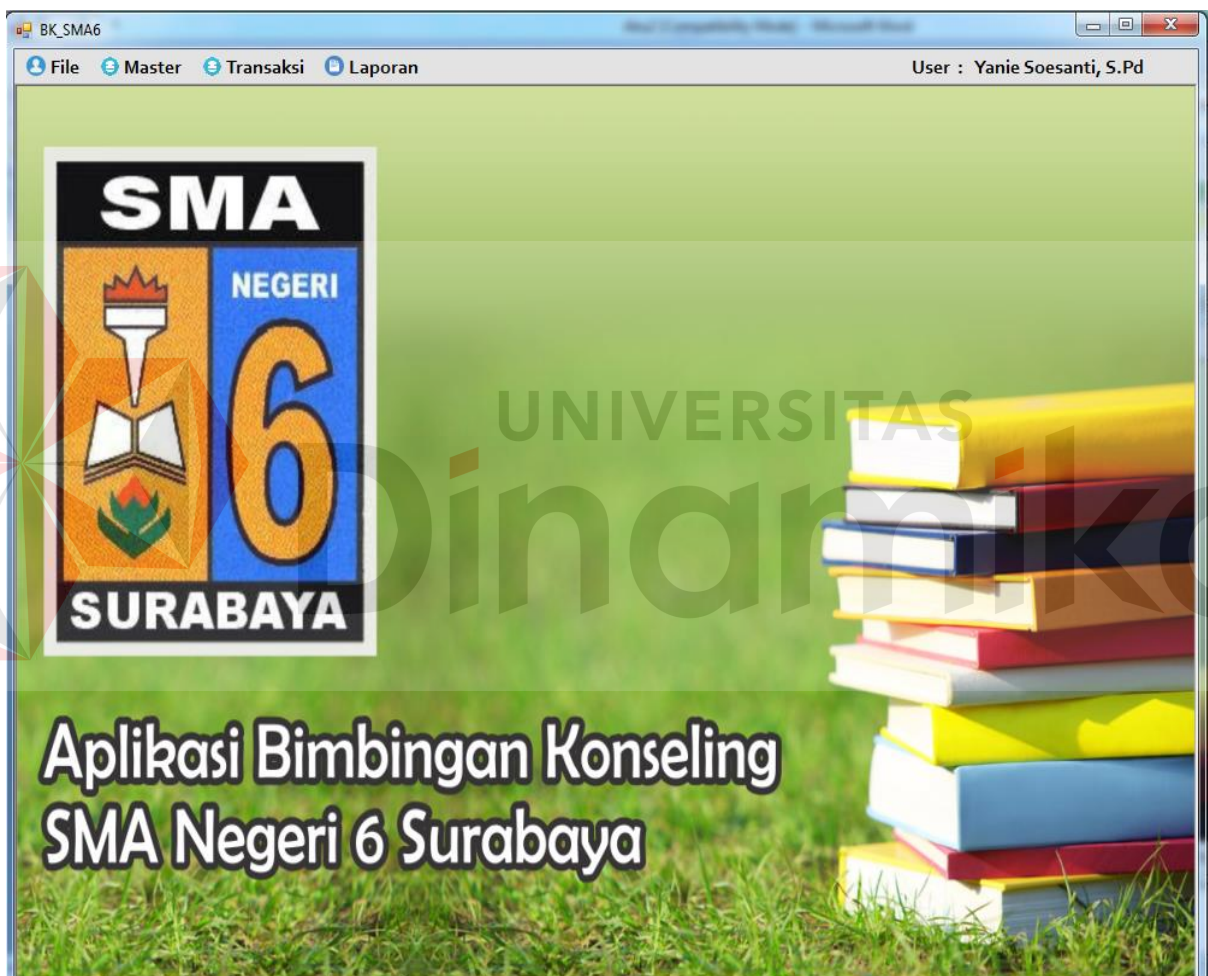 BK_SMA6
File Master Transaksi Laporan User : Yanie Soesanti, S.Pd
SMA
NEGERI
6
SURABAYA
UNIVERSITAS
Dinamika
Aplikasi Bimbingan Konseling
SMA Negeri 6 Surabaya